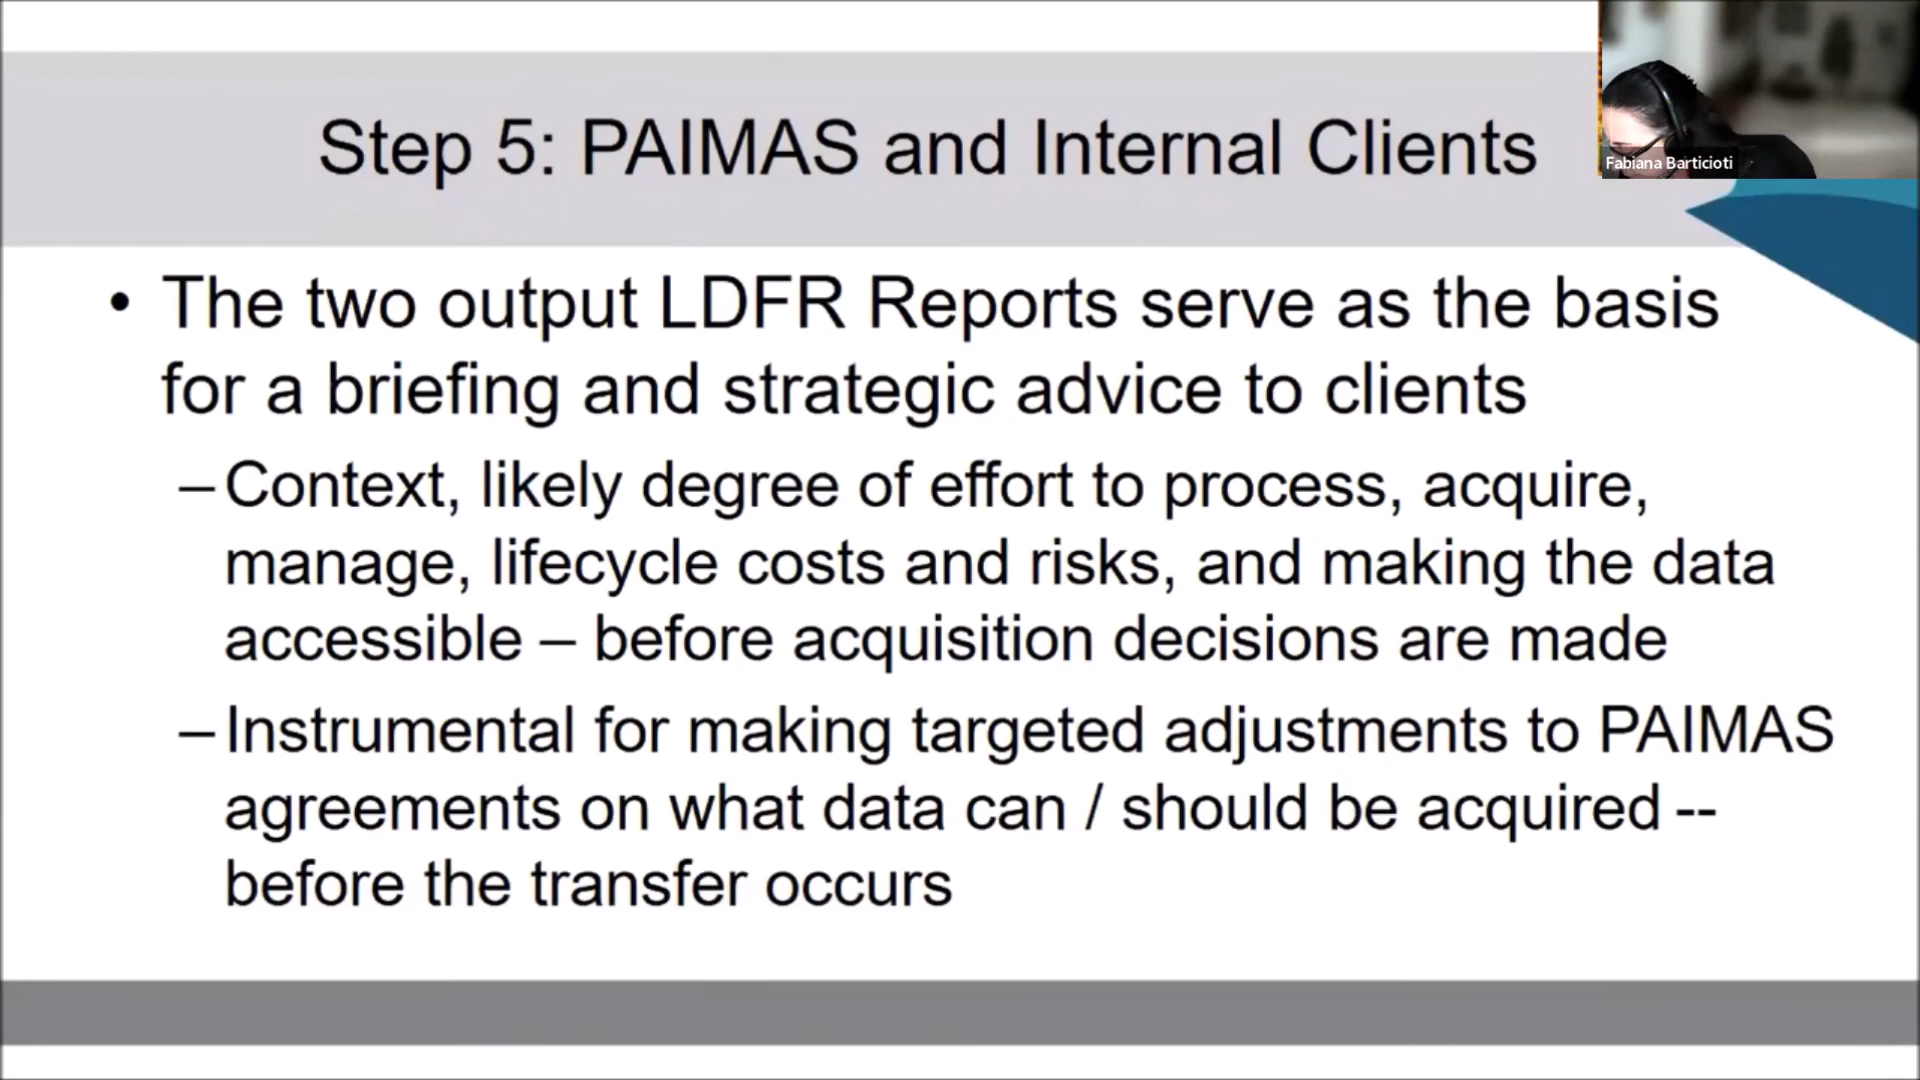 Step 5: PAIMAS and Internal Clients
Fabiana Barticioti
• The two output LDFR Reports serve as the basis
for a briefing and strategic advice to clients
– Context, likely degree of effort to process, acquire,
manage, lifecycle costs and risks, and making the data
accessible – before acquisition decisions are made
– Instrumental for making targeted adjustments to PAIMAS
agreements on what data can / should be acquired --
before the transfer occurs